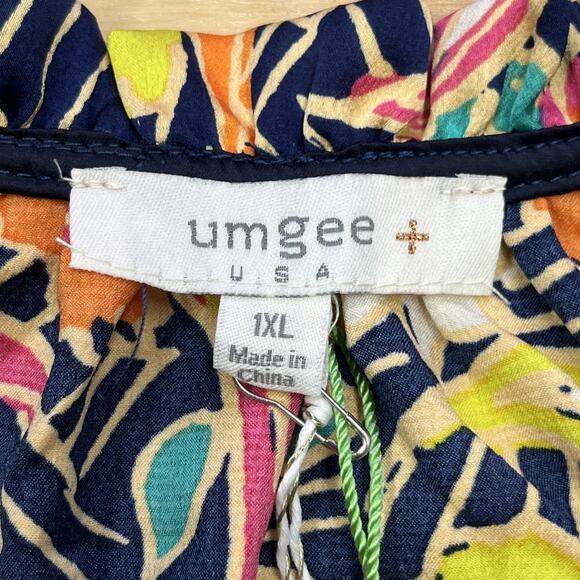 umgee +
USA
1XL
Made in
China